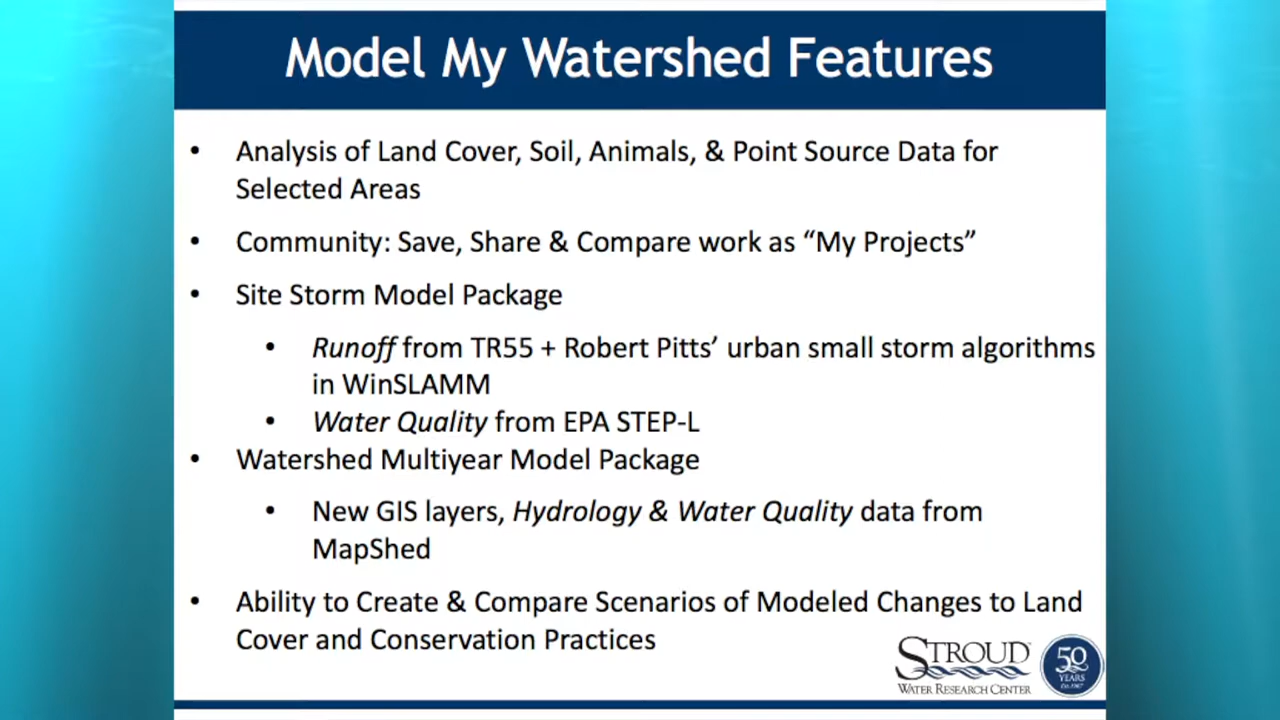 Model My Watershed Features
• Analysis of Land Cover, Soil, Animals, & Point Source Data for
Selected Areas
• Community: Save, Share & Compare work as “My Projects”
• Site Storm Model Package
• Runoff from TR55 + Robert Pitts’ urban small storm algorithms
in WinSLAMM
• Water Quality from EPA STEP-L
• Watershed Multiyear Model Package
• New GIS layers, Hydrology & Water Quality data from
MapShed
• Ability to Create & Compare Scenarios of Modeled Changes to Land
Cover and Conservation Practices
STROUD
WATER RESEARCH CENTER
50
YEARS
Est. 1967